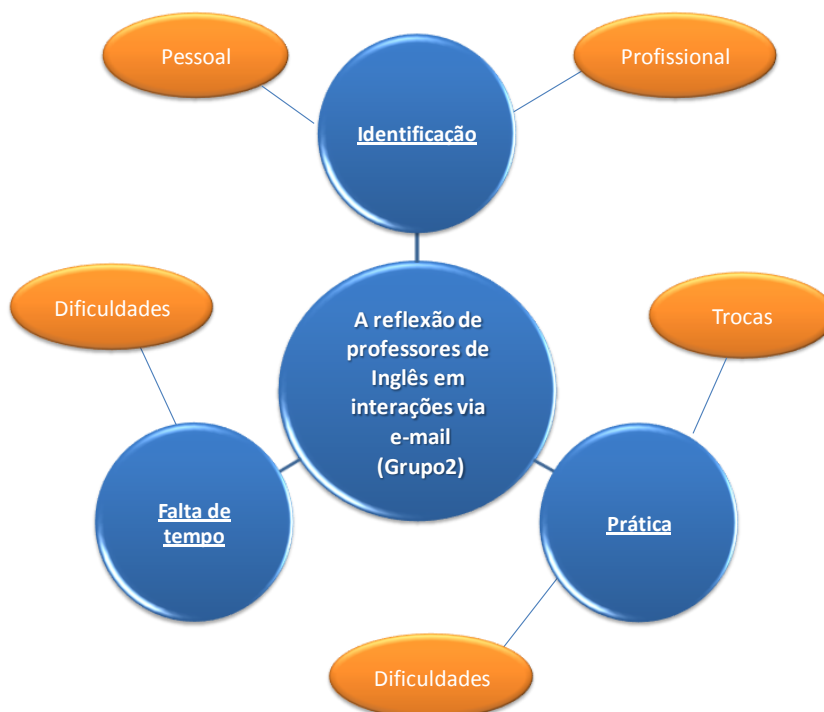 Pessoal
Profissional
Identificação
Dificuldades
A reflexão de
professores de
Inglês em
interações via
e-mail
(Grupo2)
Trocas
Falta de
tempo
Prática
Dificuldades